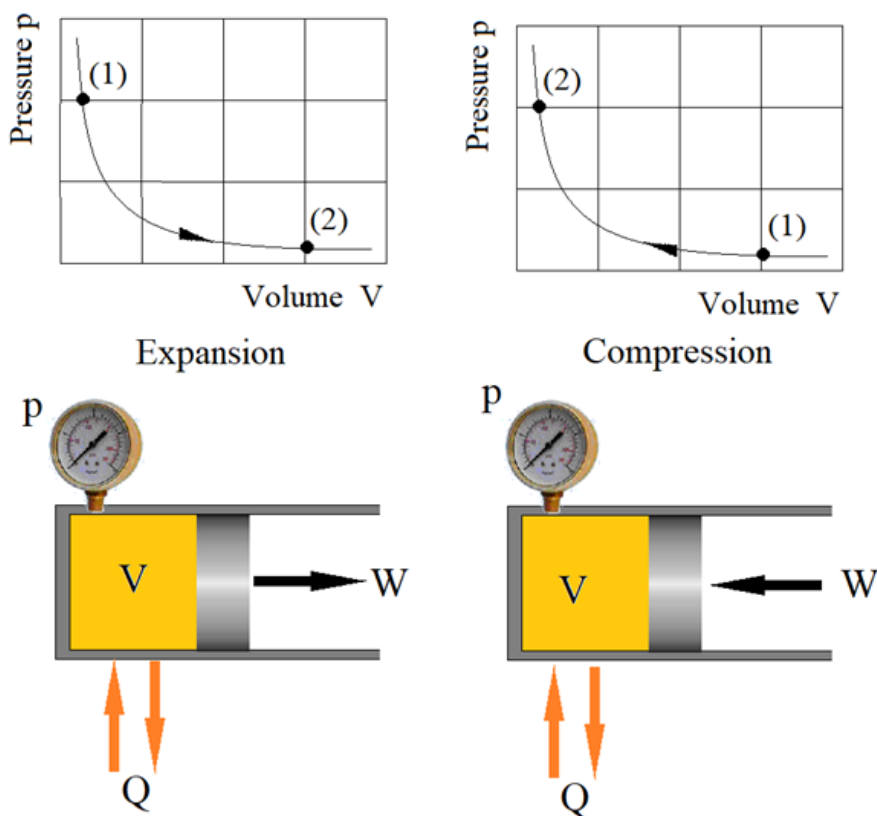 Pressure p
(1)
(2)
Volume V
Expansion
Pressure p
(2)
(1)
Volume V
Compression
p
V
W
Q
p
V
W
Q